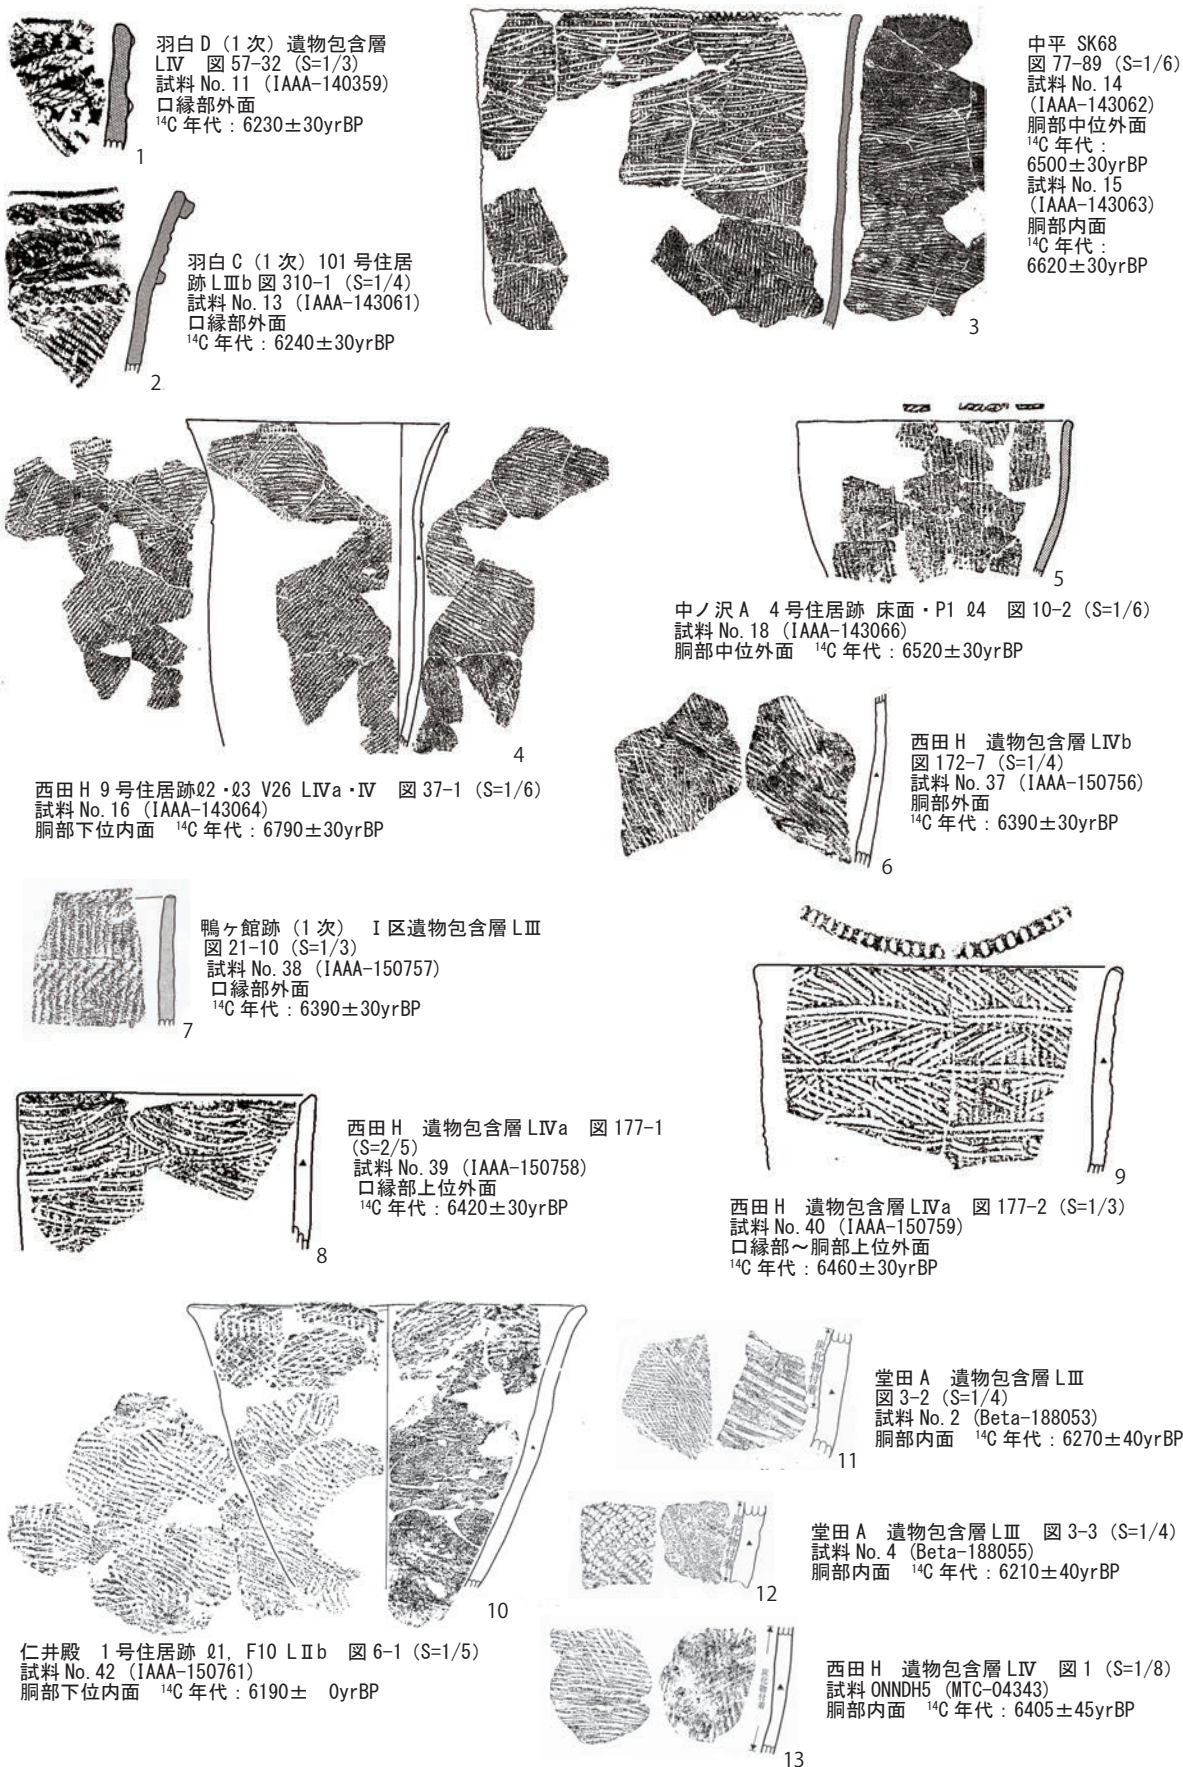 羽白 D（1 次）遺物包含層
LⅣ　図 57-32（S=1/3）
試料 No.11（IAAA-140359）
口縁部外面
¹⁴C 年代：6230±30yrBP
1
羽白 C（1 次）101 号住居
跡 LⅢb 図 310-1（S=1/4）
試料 No.13（IAAA-143061）
口縁部外面
¹⁴C 年代：6240±30yrBP
2
中平 SK68
図 77-89（S=1/6）
試料 No.14
（IAAA-143062）
胴部中位外面
¹⁴C 年代：
6500±30yrBP
試料 No.15
（IAAA-143063）
胴部内面
¹⁴C 年代：
6620±30yrBP
3
4
西田 H 9 号住居跡ℓ2・ℓ3 V26 LⅣa・Ⅳ　図 37-1（S=1/6）
試料 No.16（IAAA-143064）
胴部下位内面　¹⁴C 年代：6790±30yrBP
5
中ノ沢 A　4 号住居跡 床面・P1 ℓ4　図 10-2（S=1/6）
試料 No.18（IAAA-143066）
胴部中位外面　¹⁴C 年代：6520±30yrBP
西田 H　遺物包含層 LⅣb
図 172-7（S=1/4）
試料 No.37（IAAA-150756）
胴部外面
¹⁴C 年代：6390±30yrBP
6
鴨ヶ館跡（1 次）　Ⅰ区遺物包含層 LⅢ
図 21-10（S=1/3）
試料 No.38（IAAA-150757）
口縁部外面
¹⁴C 年代：6390±30yrBP
7
西田 H　遺物包含層 LⅣa　図 177-1
（S=2/5）
試料 No.39（IAAA-150758）
口縁部上位外面
¹⁴C 年代：6420±30yrBP
8
9
西田 H　遺物包含層 LⅣa　図 177-2（S=1/3）
試料 No.40（IAAA-150759）
口縁部～胴部上位外面
¹⁴C 年代：6460±30yrBP
10
仁井殿　1 号住居跡 ℓ1, F10 LⅡb　図 6-1（S=1/5）
試料 No.42（IAAA-150761）
胴部下位内面　¹⁴C 年代：6190±　0yrBP
堂田 A　遺物包含層 LⅢ
図 3-2（S=1/4）
試料 No.2（Beta-188053）
胴部内面　¹⁴C 年代：6270±40yrBP
11
堂田 A　遺物包含層 LⅢ　図 3-3（S=1/4）
試料 No.4（Beta-188055）
胴部内面　¹⁴C 年代：6210±40yrBP
12
西田 H　遺物包含層 LⅣ　図 1（S=1/8）
試料 ONNDH5（MTC-04343）
胴部内面　¹⁴C 年代：6405±45yrBP
13